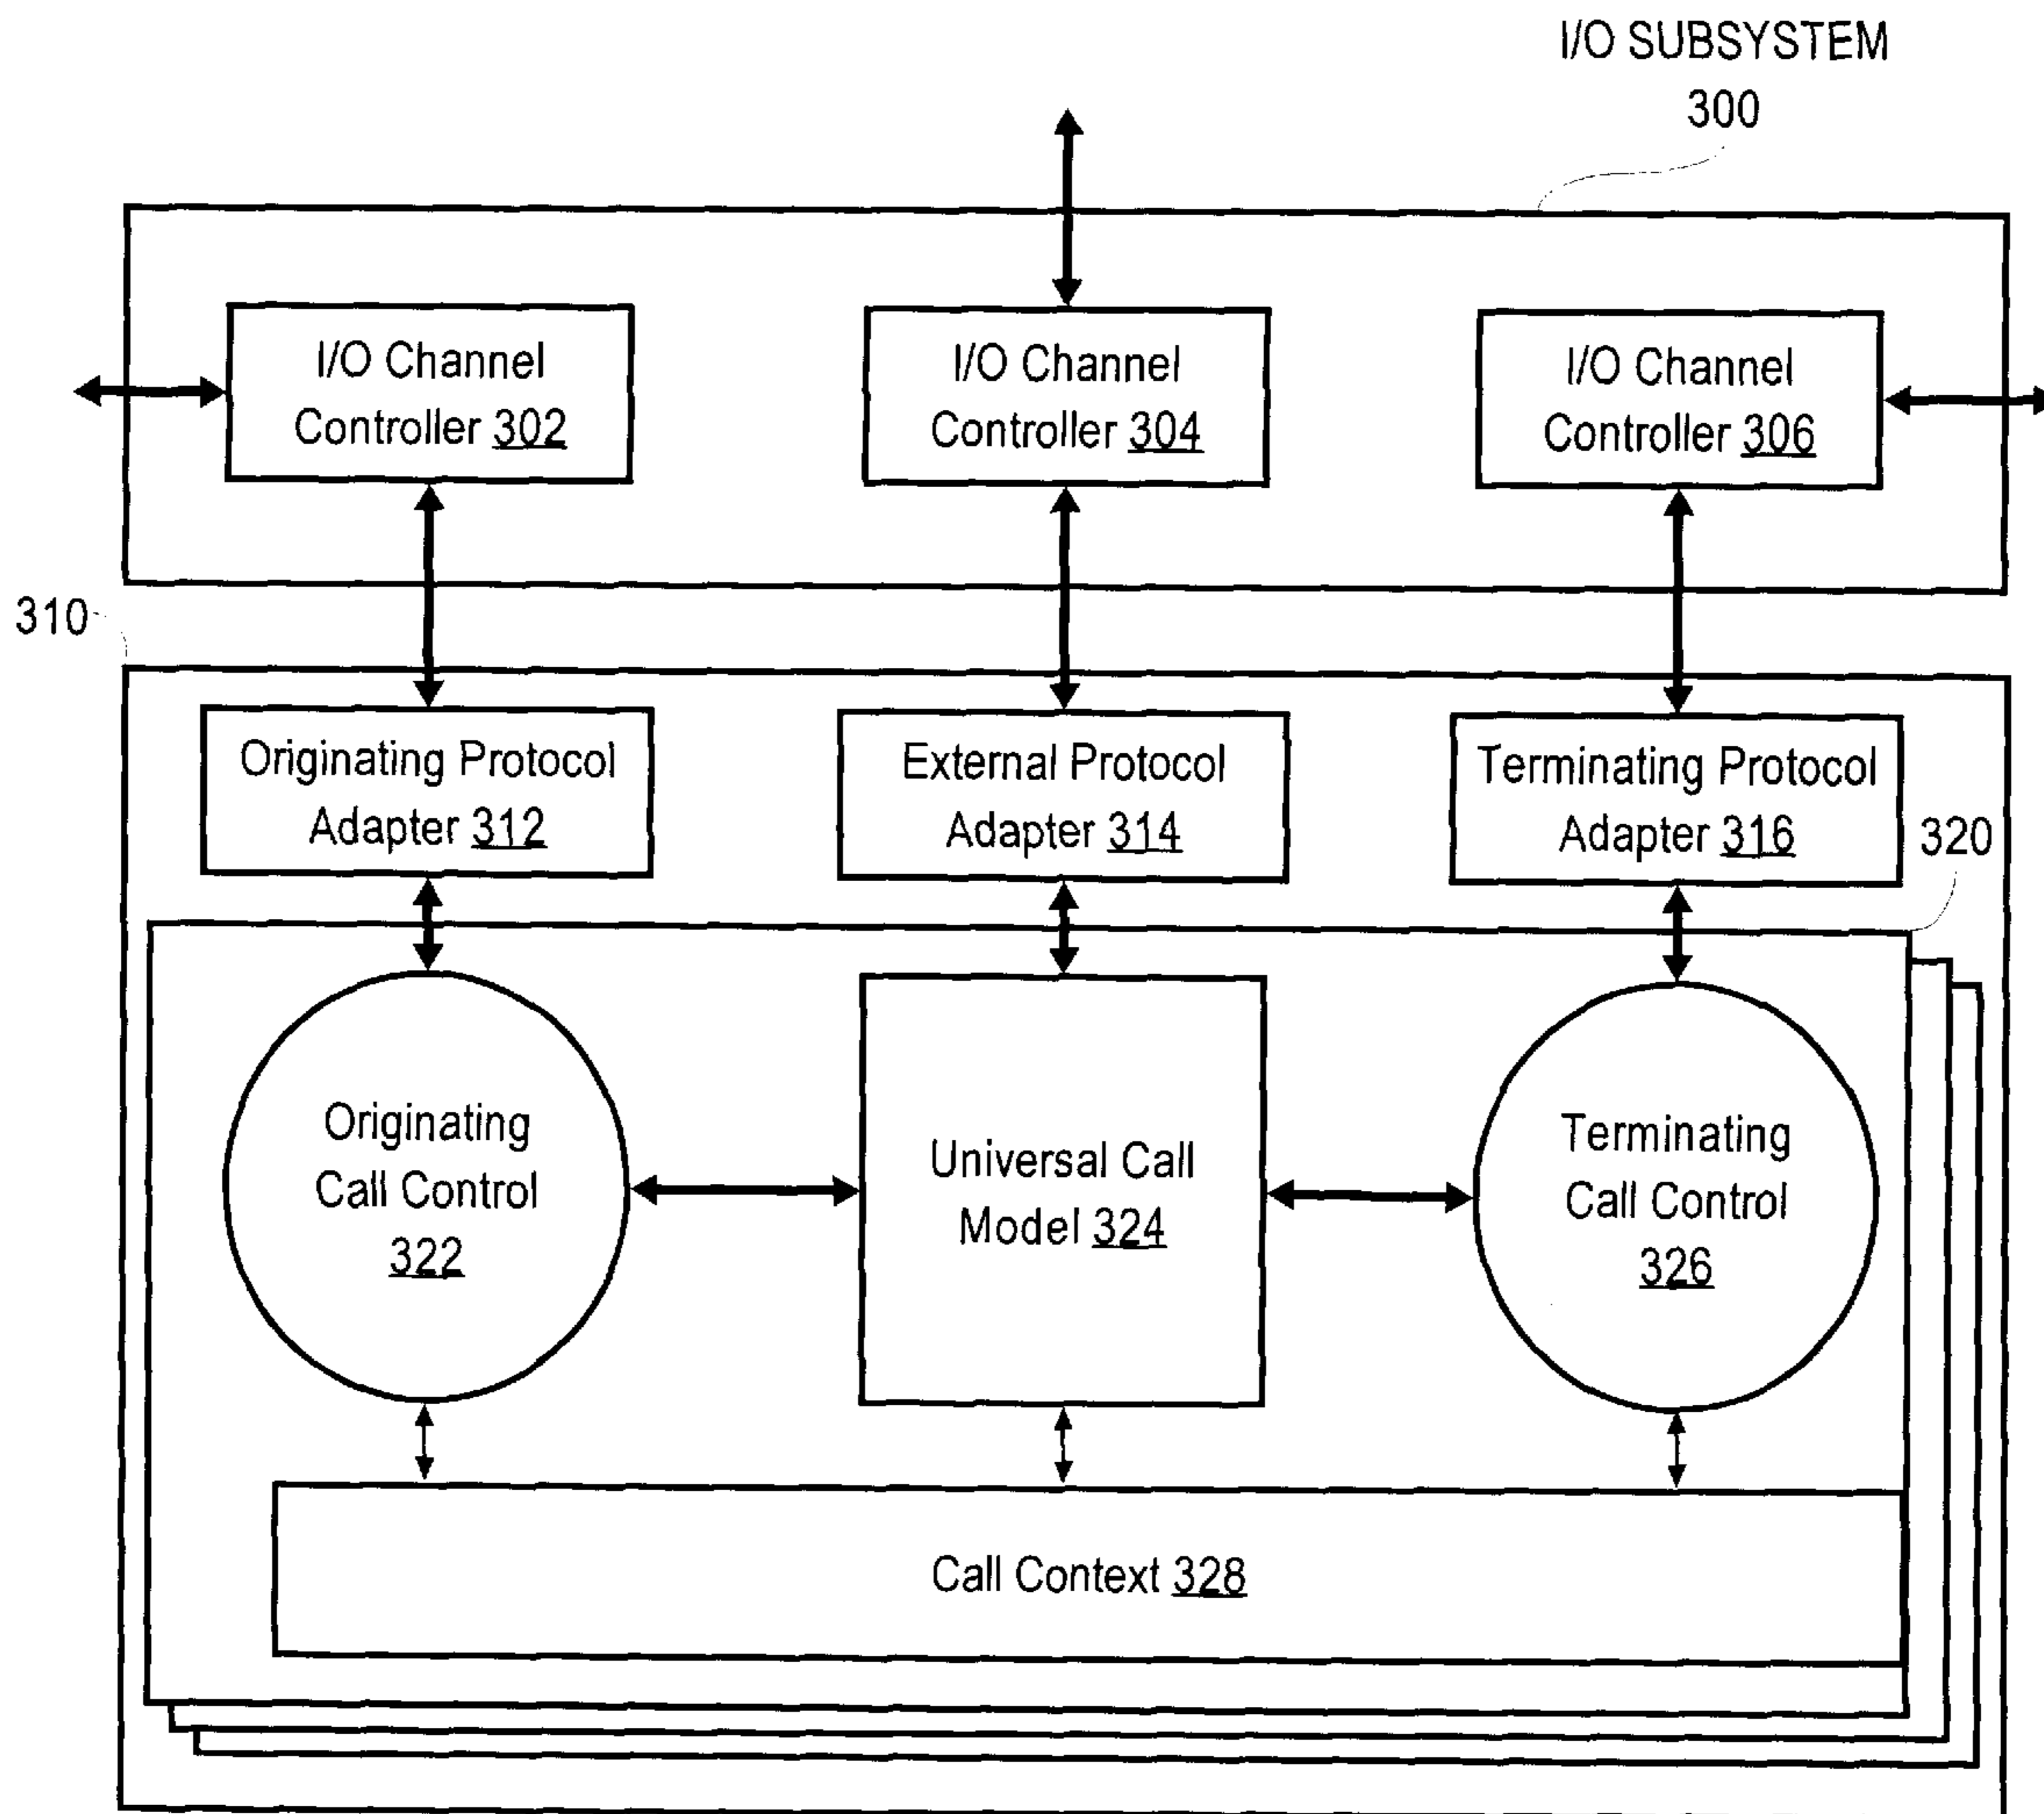 I/O SUBSYSTEM
300
I/O Channel
Controller 302
I/O Channel
Controller 304
I/O Channel
Controller 306
310
Originating Protocol
Adapter 312
External Protocol
Adapter 314
Terminating Protocol
Adapter 316
320
Originating
Call Control
322
Universal Call
Model 324
Terminating
Call Control
326
Call Context 328